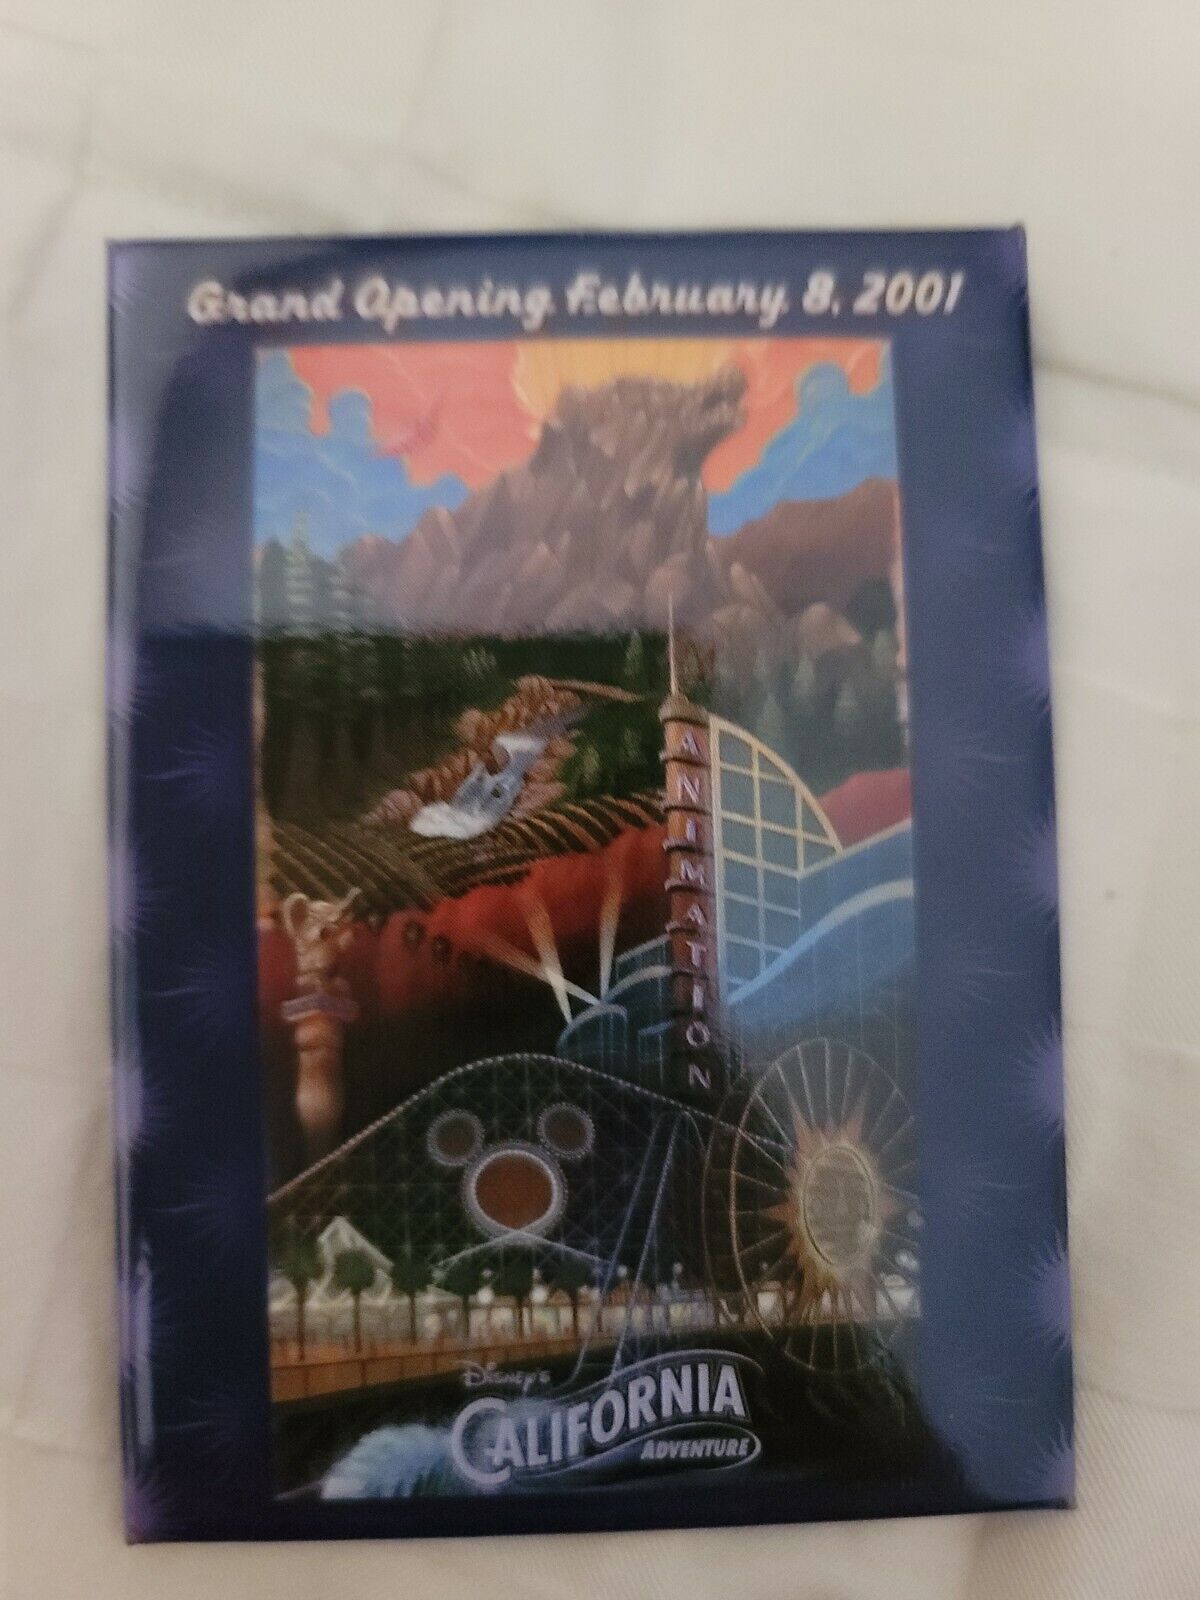 Grand Opening February 8, 2001
ANIMATION
Disney's
CALIFORNIA
ADVENTURE